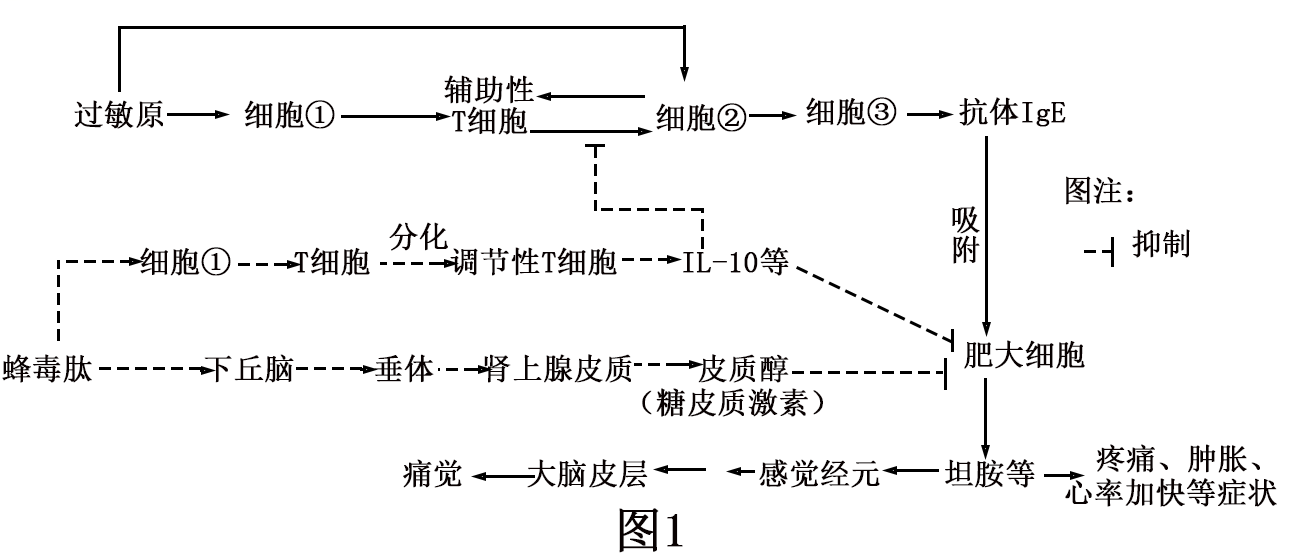 辅助性
过敏原
细胞①
T细胞
细胞②
细胞③
抗体IgE
图注：
吸
附
抑制
分化
细胞①
T细胞
调节性T细胞
IL-10等
肥大细胞
蜂毒肽
下丘脑
垂体
肾上腺皮质
皮质醇
（糖皮质激素）
痛觉
大脑皮层
感觉经元
坦胺等
疼痛、肿胀、
心率加快等症状
图1